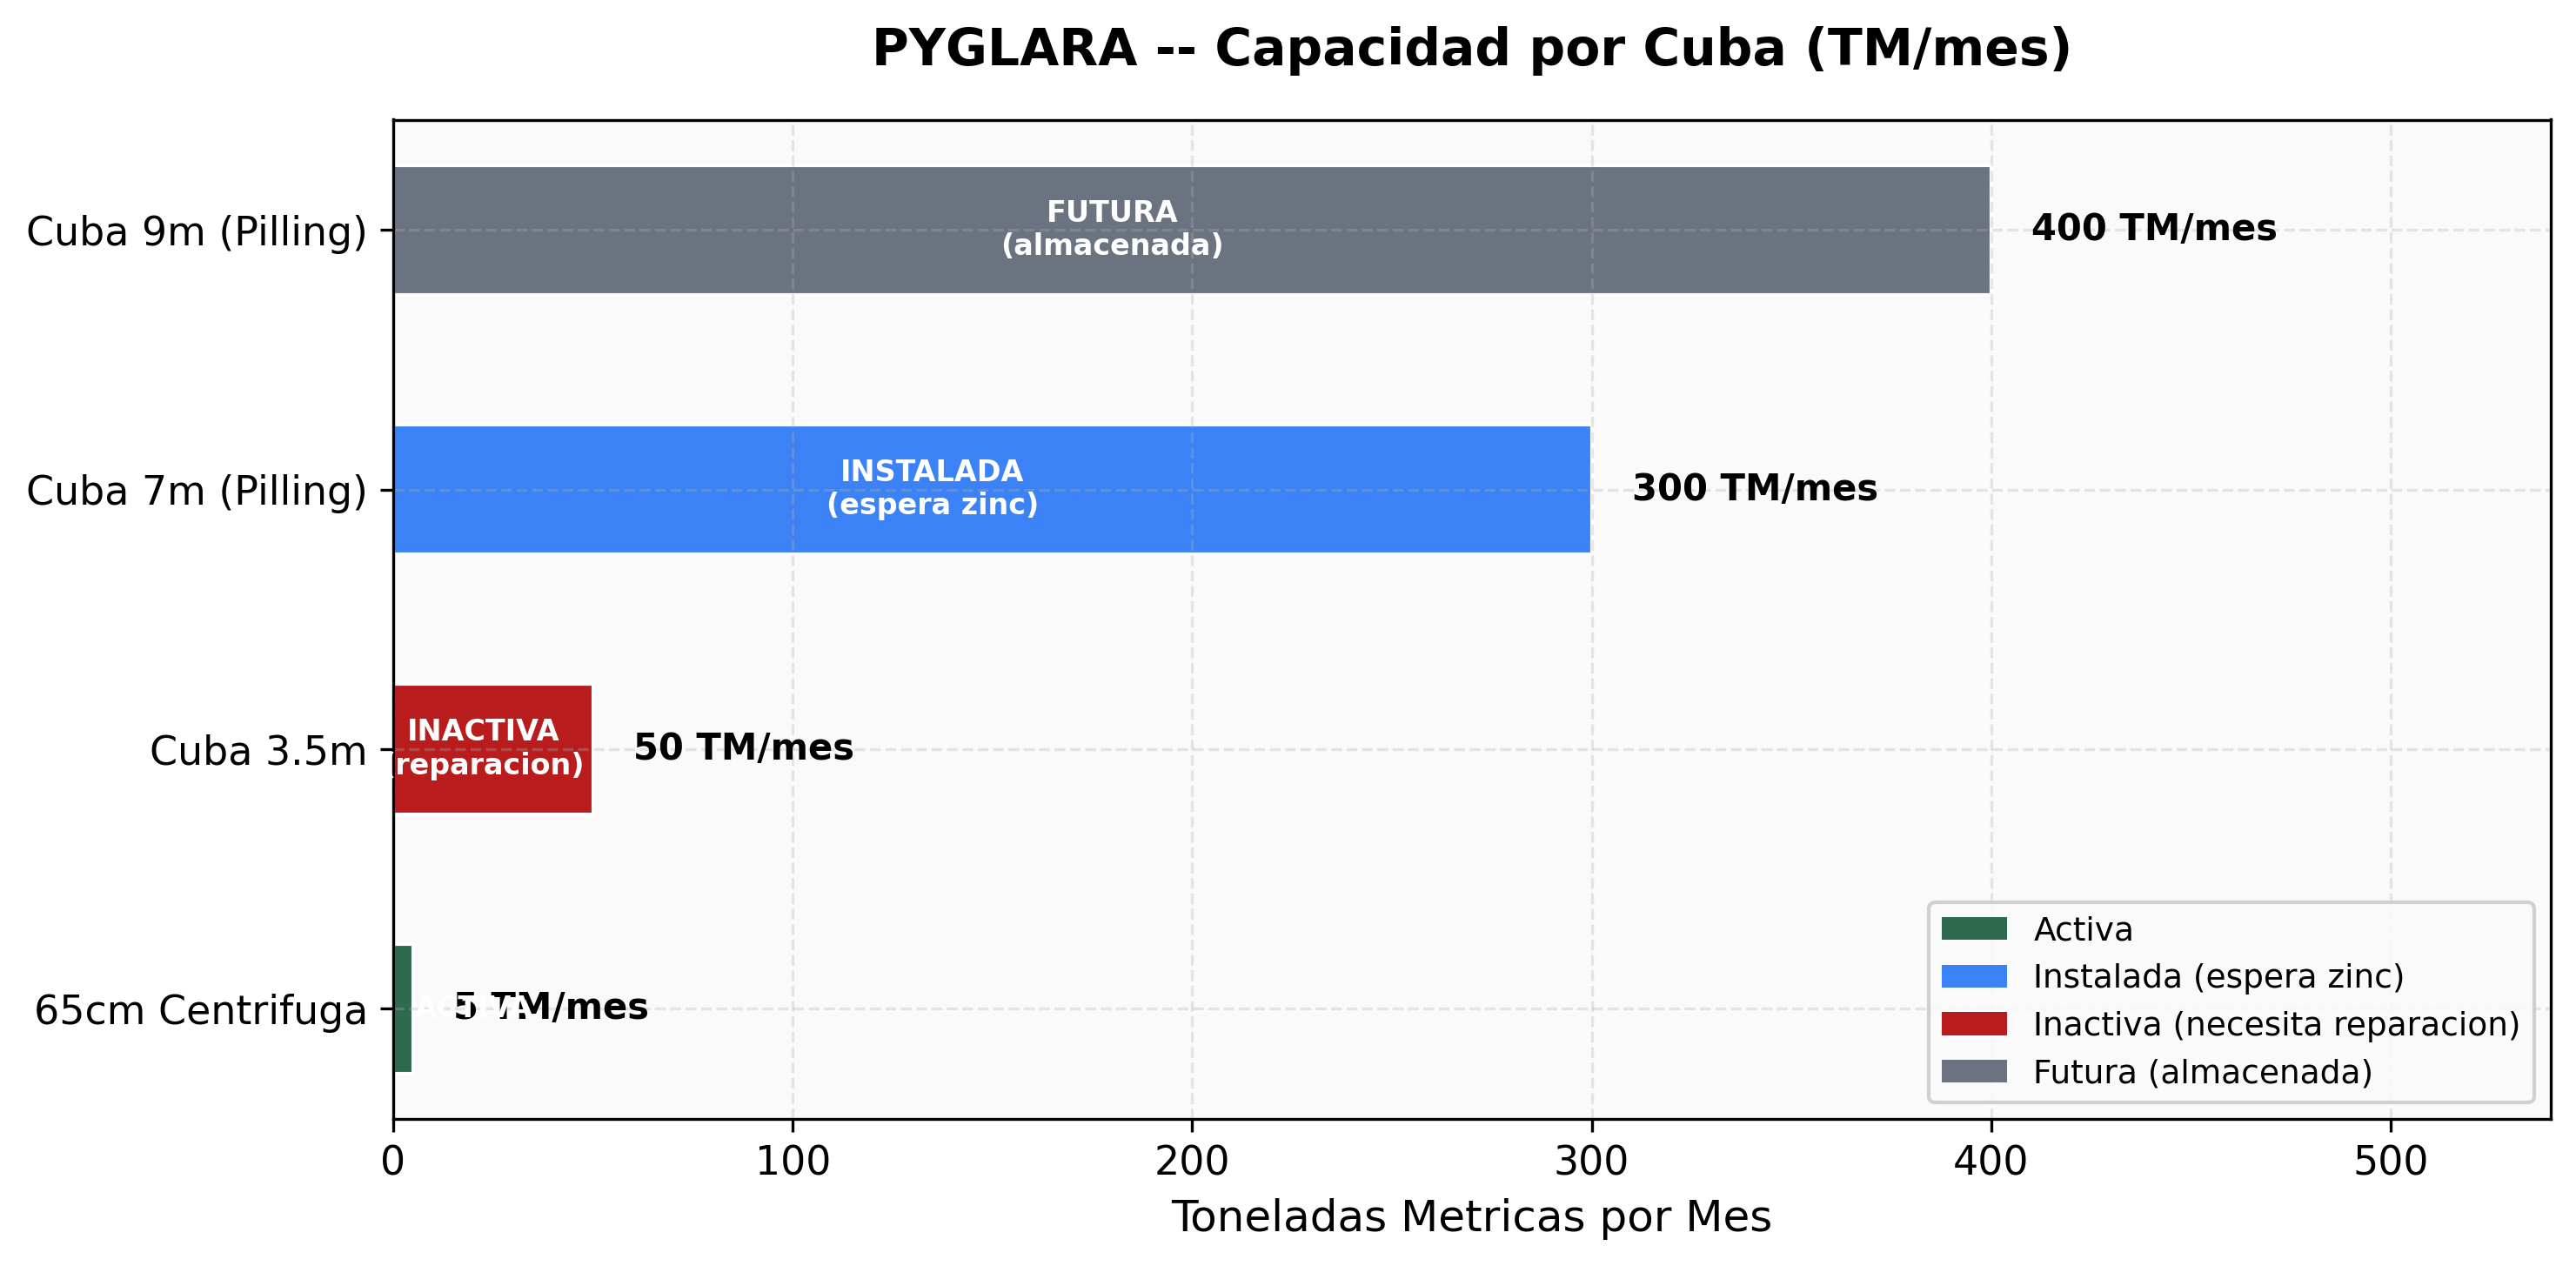 PYGLARA -- Capacidad por Cuba (TM/mes)
Cuba 9m (Pilling)
FUTURA
(almacenada)
400 TM/mes
Cuba 7m (Pilling)
INSTALADA
(espera zinc)
300 TM/mes
Cuba 3.5m
INACTIVA
(reparacion)
50 TM/mes
65cm Centrifuga
ACTIVA
5 TM/mes
Activa
Instalada (espera zinc)
Inactiva (necesita reparacion)
Futura (almacenada)
0 100 200 300 400 500
Toneladas Metricas por Mes